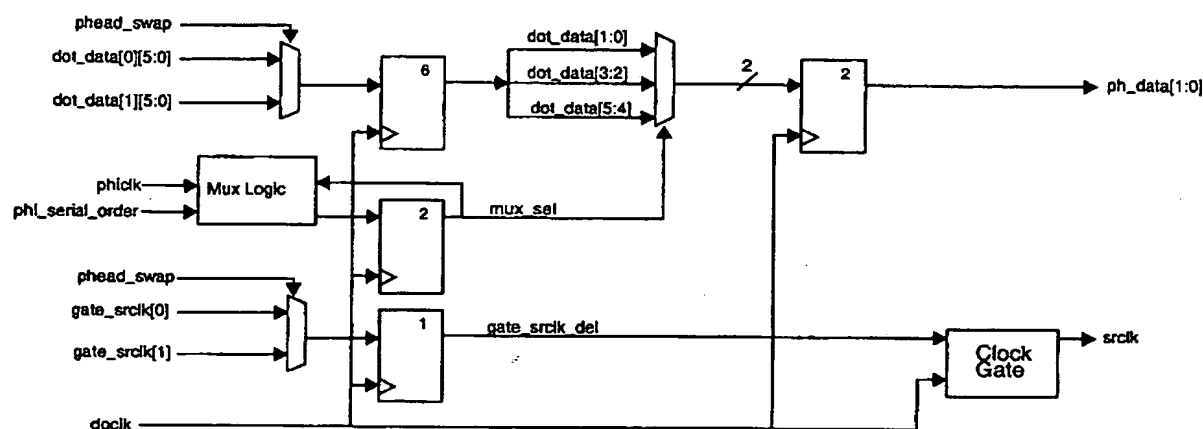 phead_swap
dot_data[0][5:0]
dot_data[1][5:0]
6
dot_data[1:0]
dot_data[3:2]
dot_data[5:4]
2
2
ph_data[1:0]
phiclk
phi_serial_order
Mux Logic
2
mux_sel
phead_swap
gate_srclk[0]
gate_srclk[1]
1
gate_srclk_del
Clock
Gate
srclk
doclk